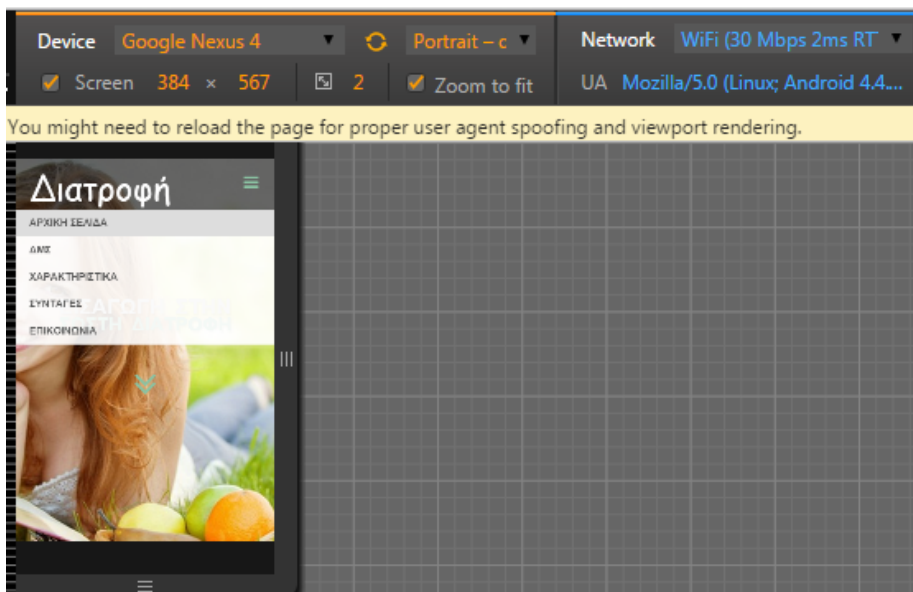 Device Google Nexus 4 Portrait – c Network WiFi (30 Mbps 2ms RT
Screen 384 × 567 2 Zoom to fit UA Mozilla/5.0 (Linux; Android 4.4....
You might need to reload the page for proper user agent spoofing and viewport rendering.
Διατροφή
ΑΡΧΙΚΗ ΣΕΛΙΔΑ
ΔΜΣ
ΧΑΡΑΚΤΗΡΙΣΤΙΚΑ
ΣΥΝΤΑΓΕΣ
ΕΠΙΚΟΙΝΩΝΙΑ